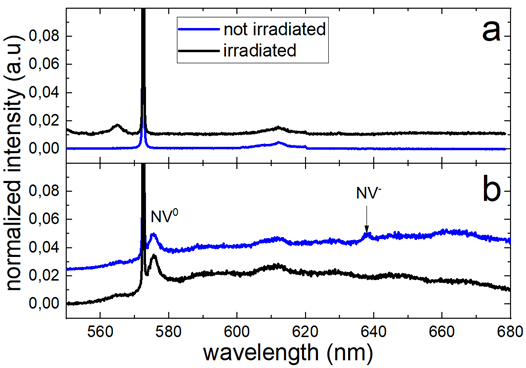 normalized intensity (a.u)
0,08
0,06
0,04
0,02
0,00
not irradiated
irradiated
a
0,08
0,06
0,04
0,02
0,00
NV⁰
NV⁻
b
560 580 600 620 640 660 680
wavelength (nm)